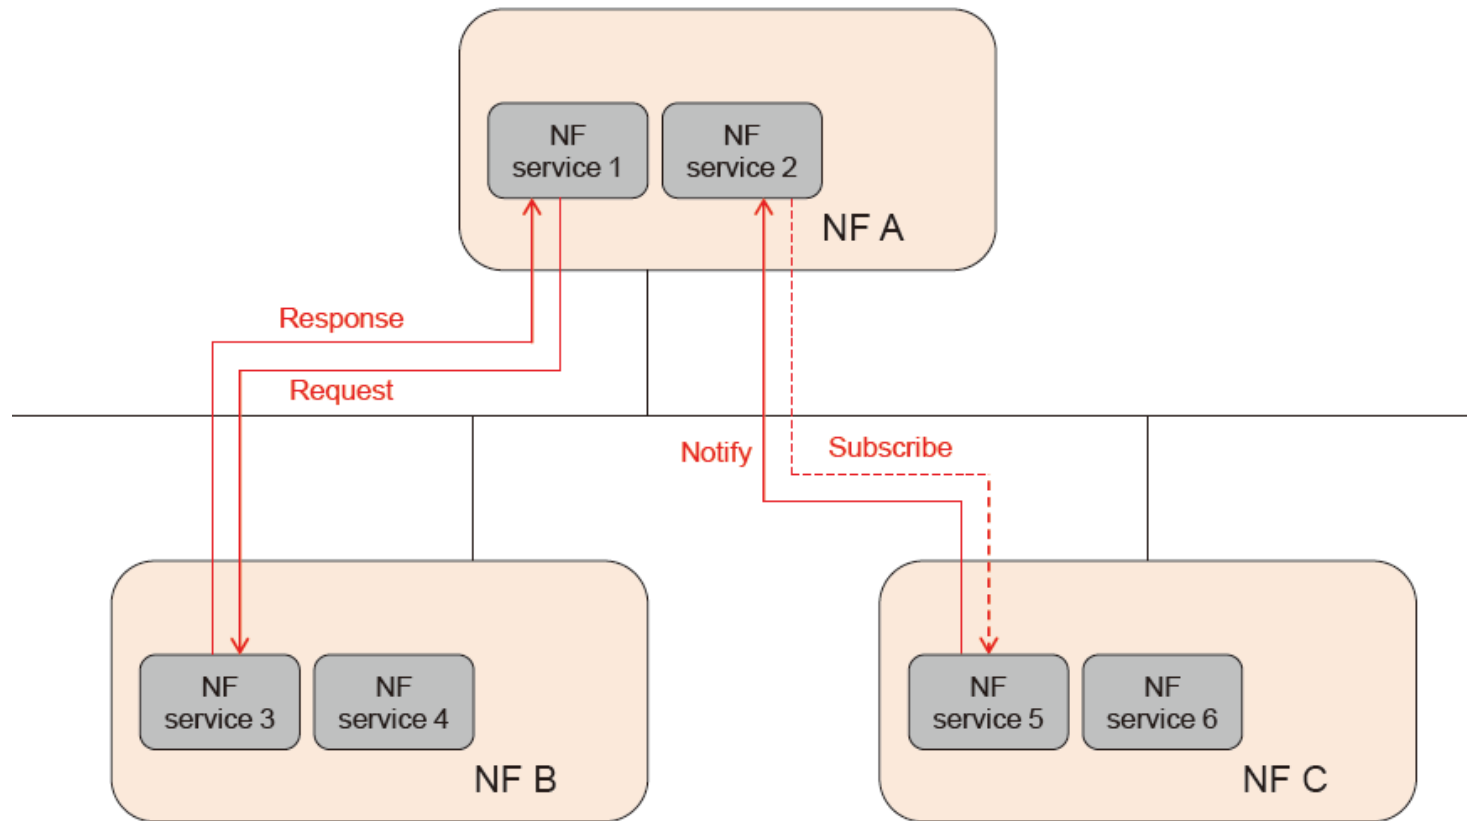 NF
service 1
NF
service 2
NF A
Response
Request
Notify
Subscribe
NF
service 3
NF
service 4
NF B
NF
service 5
NF
service 6
NF C